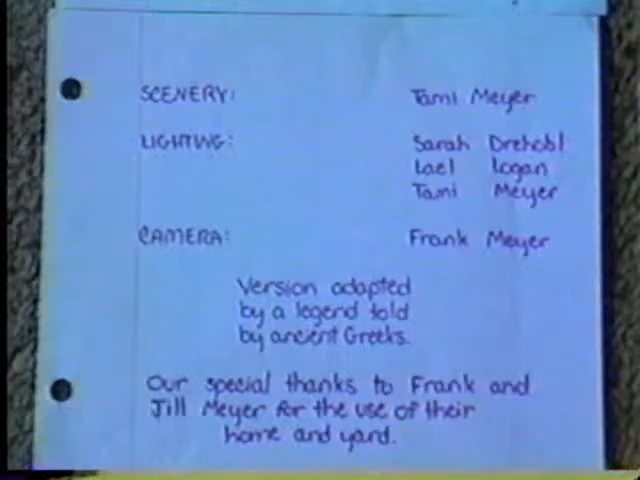 SCENERY: Tami Meyer
LIGHTING: Sarah Drehobl
Lael Logan
Tami Meyer
CAMERA: Frank Meyer
Version adapted
by a legend told
by ancient Greeks.
Our special thanks to Frank and
Jill Meyer for the use of their
home and yard.